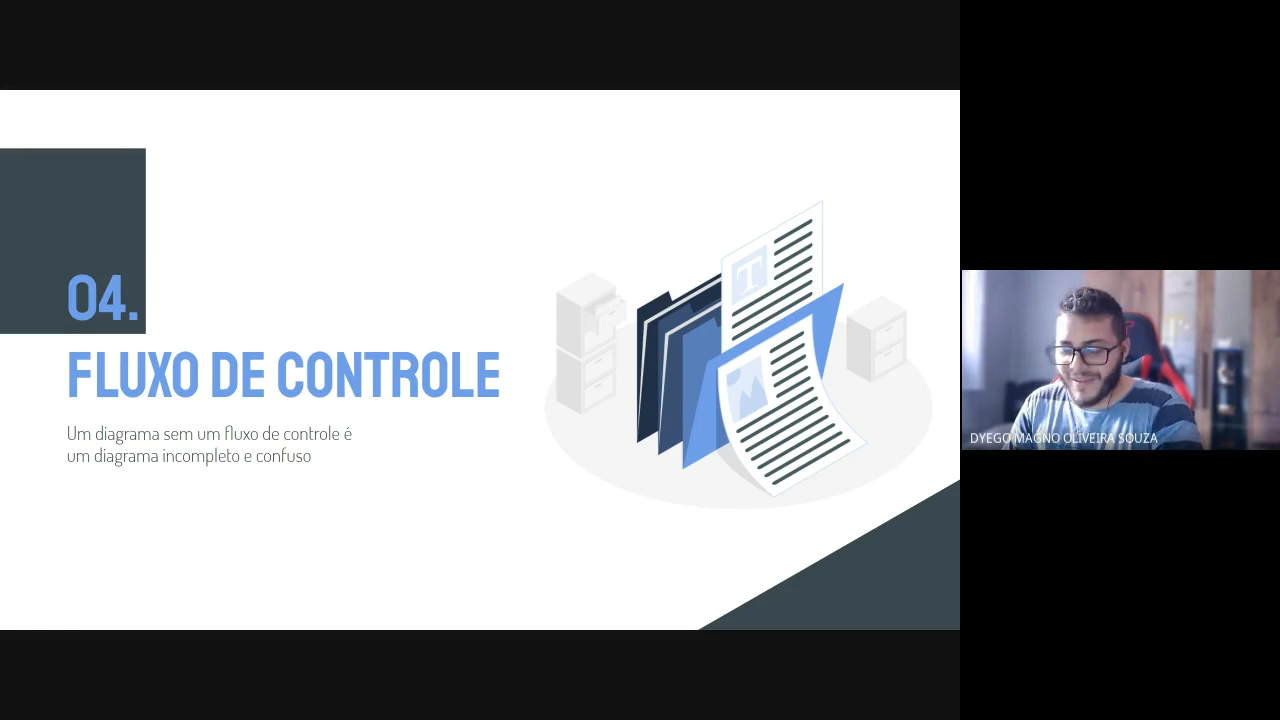 04.
FLUXO DE CONTROLE
Um diagrama sem um fluxo de controle é
um diagrama incompleto e confuso
T
DYEGO MAGNO OLIVEIRA SOUZA